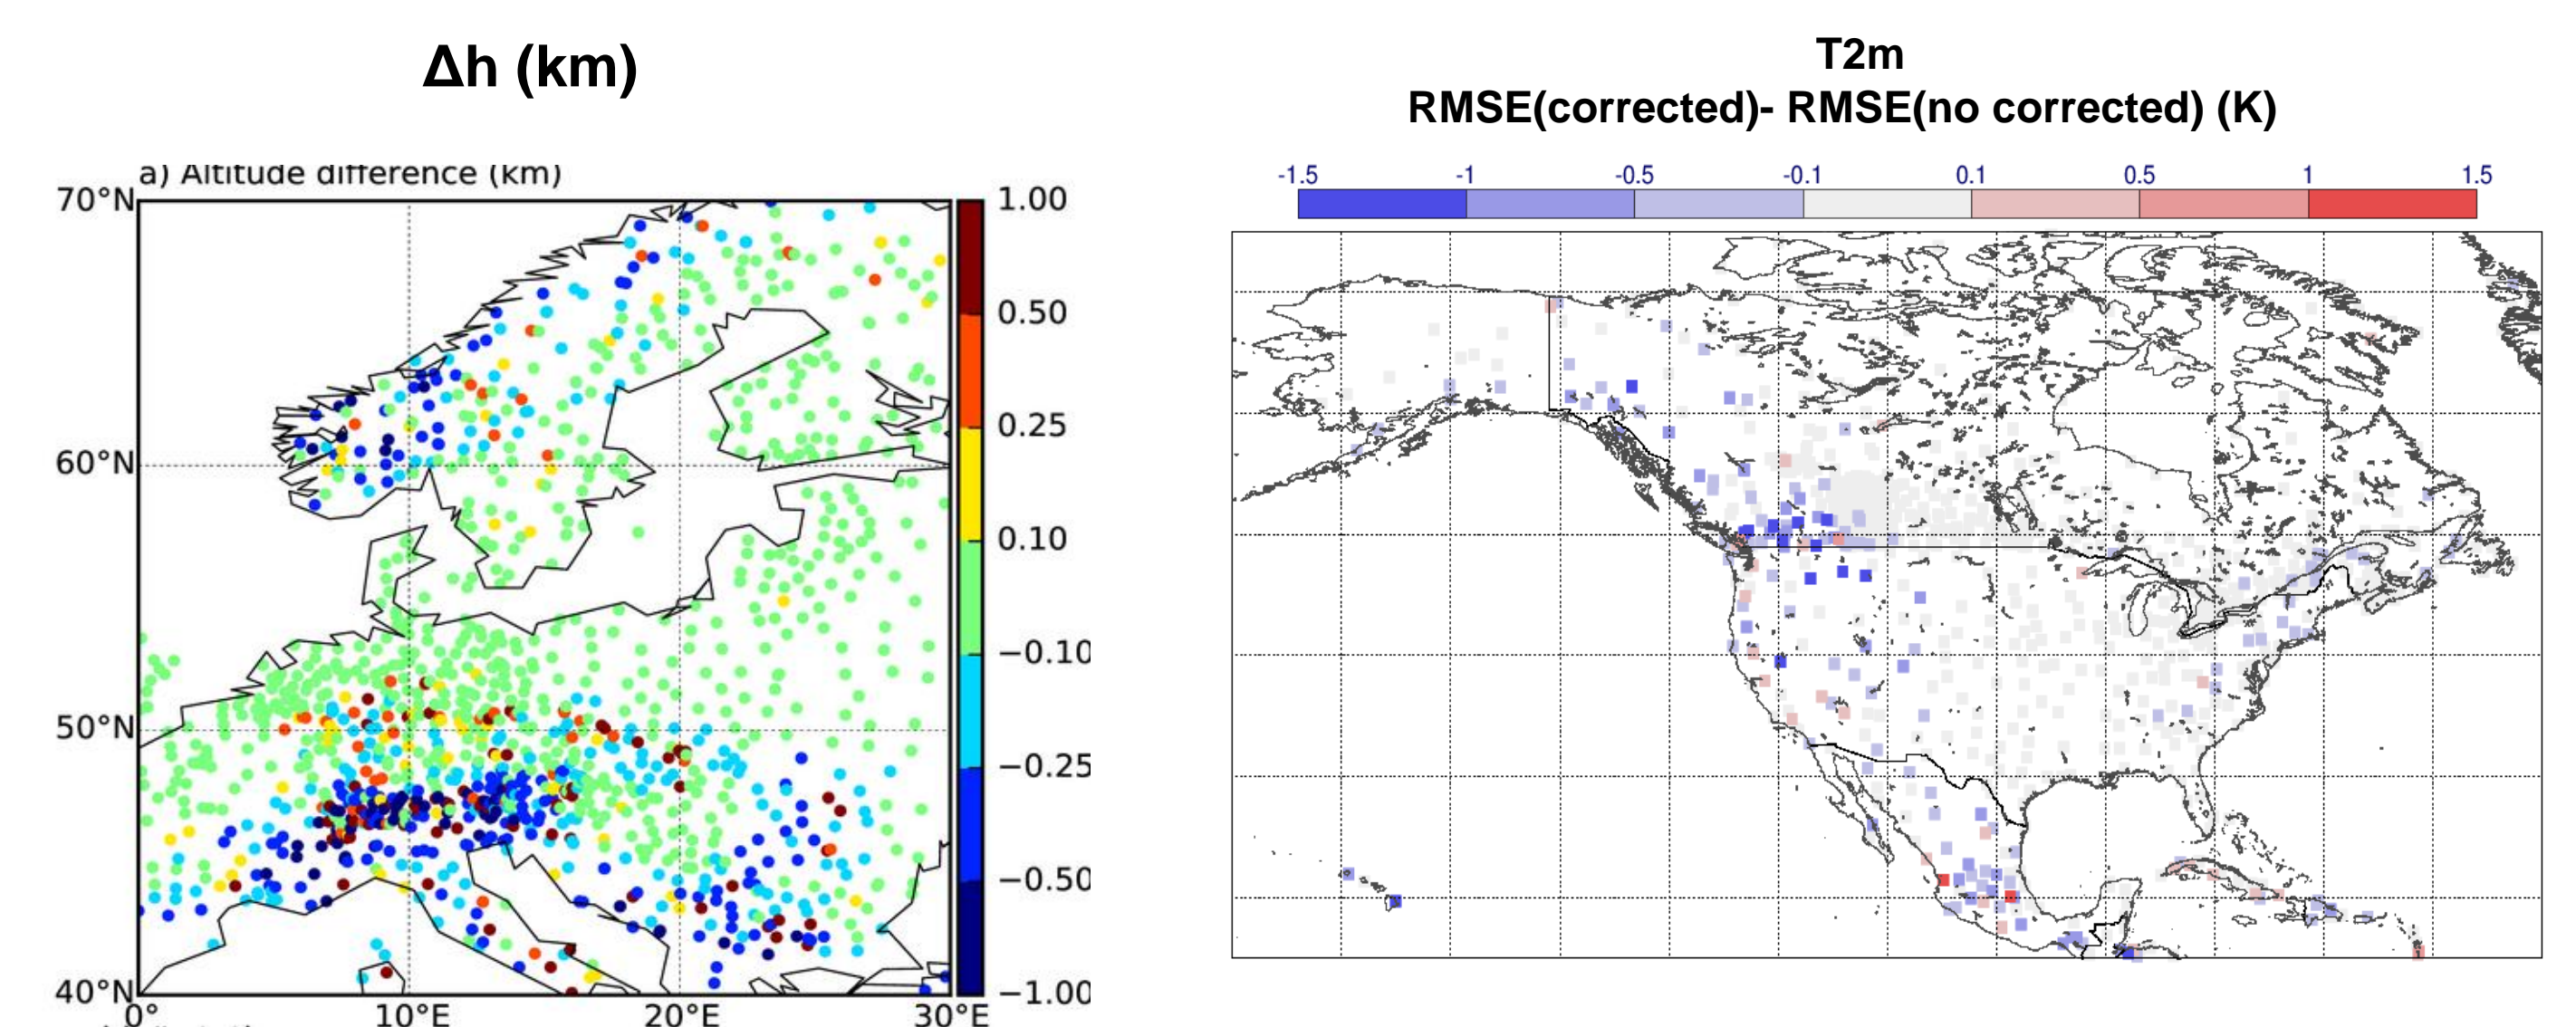 Δh (km)
a) Altitude difference (km)
70°N
60°N
50°N
40°N
0°
10°E
20°E
30°E
1.00
0.50
0.25
0.10
−0.10
−0.25
−0.50
−1.00
T2m
RMSE(corrected)- RMSE(no corrected) (K)
-1.5 -1 -0.5 -0.1 0.1 0.5 1 1.5